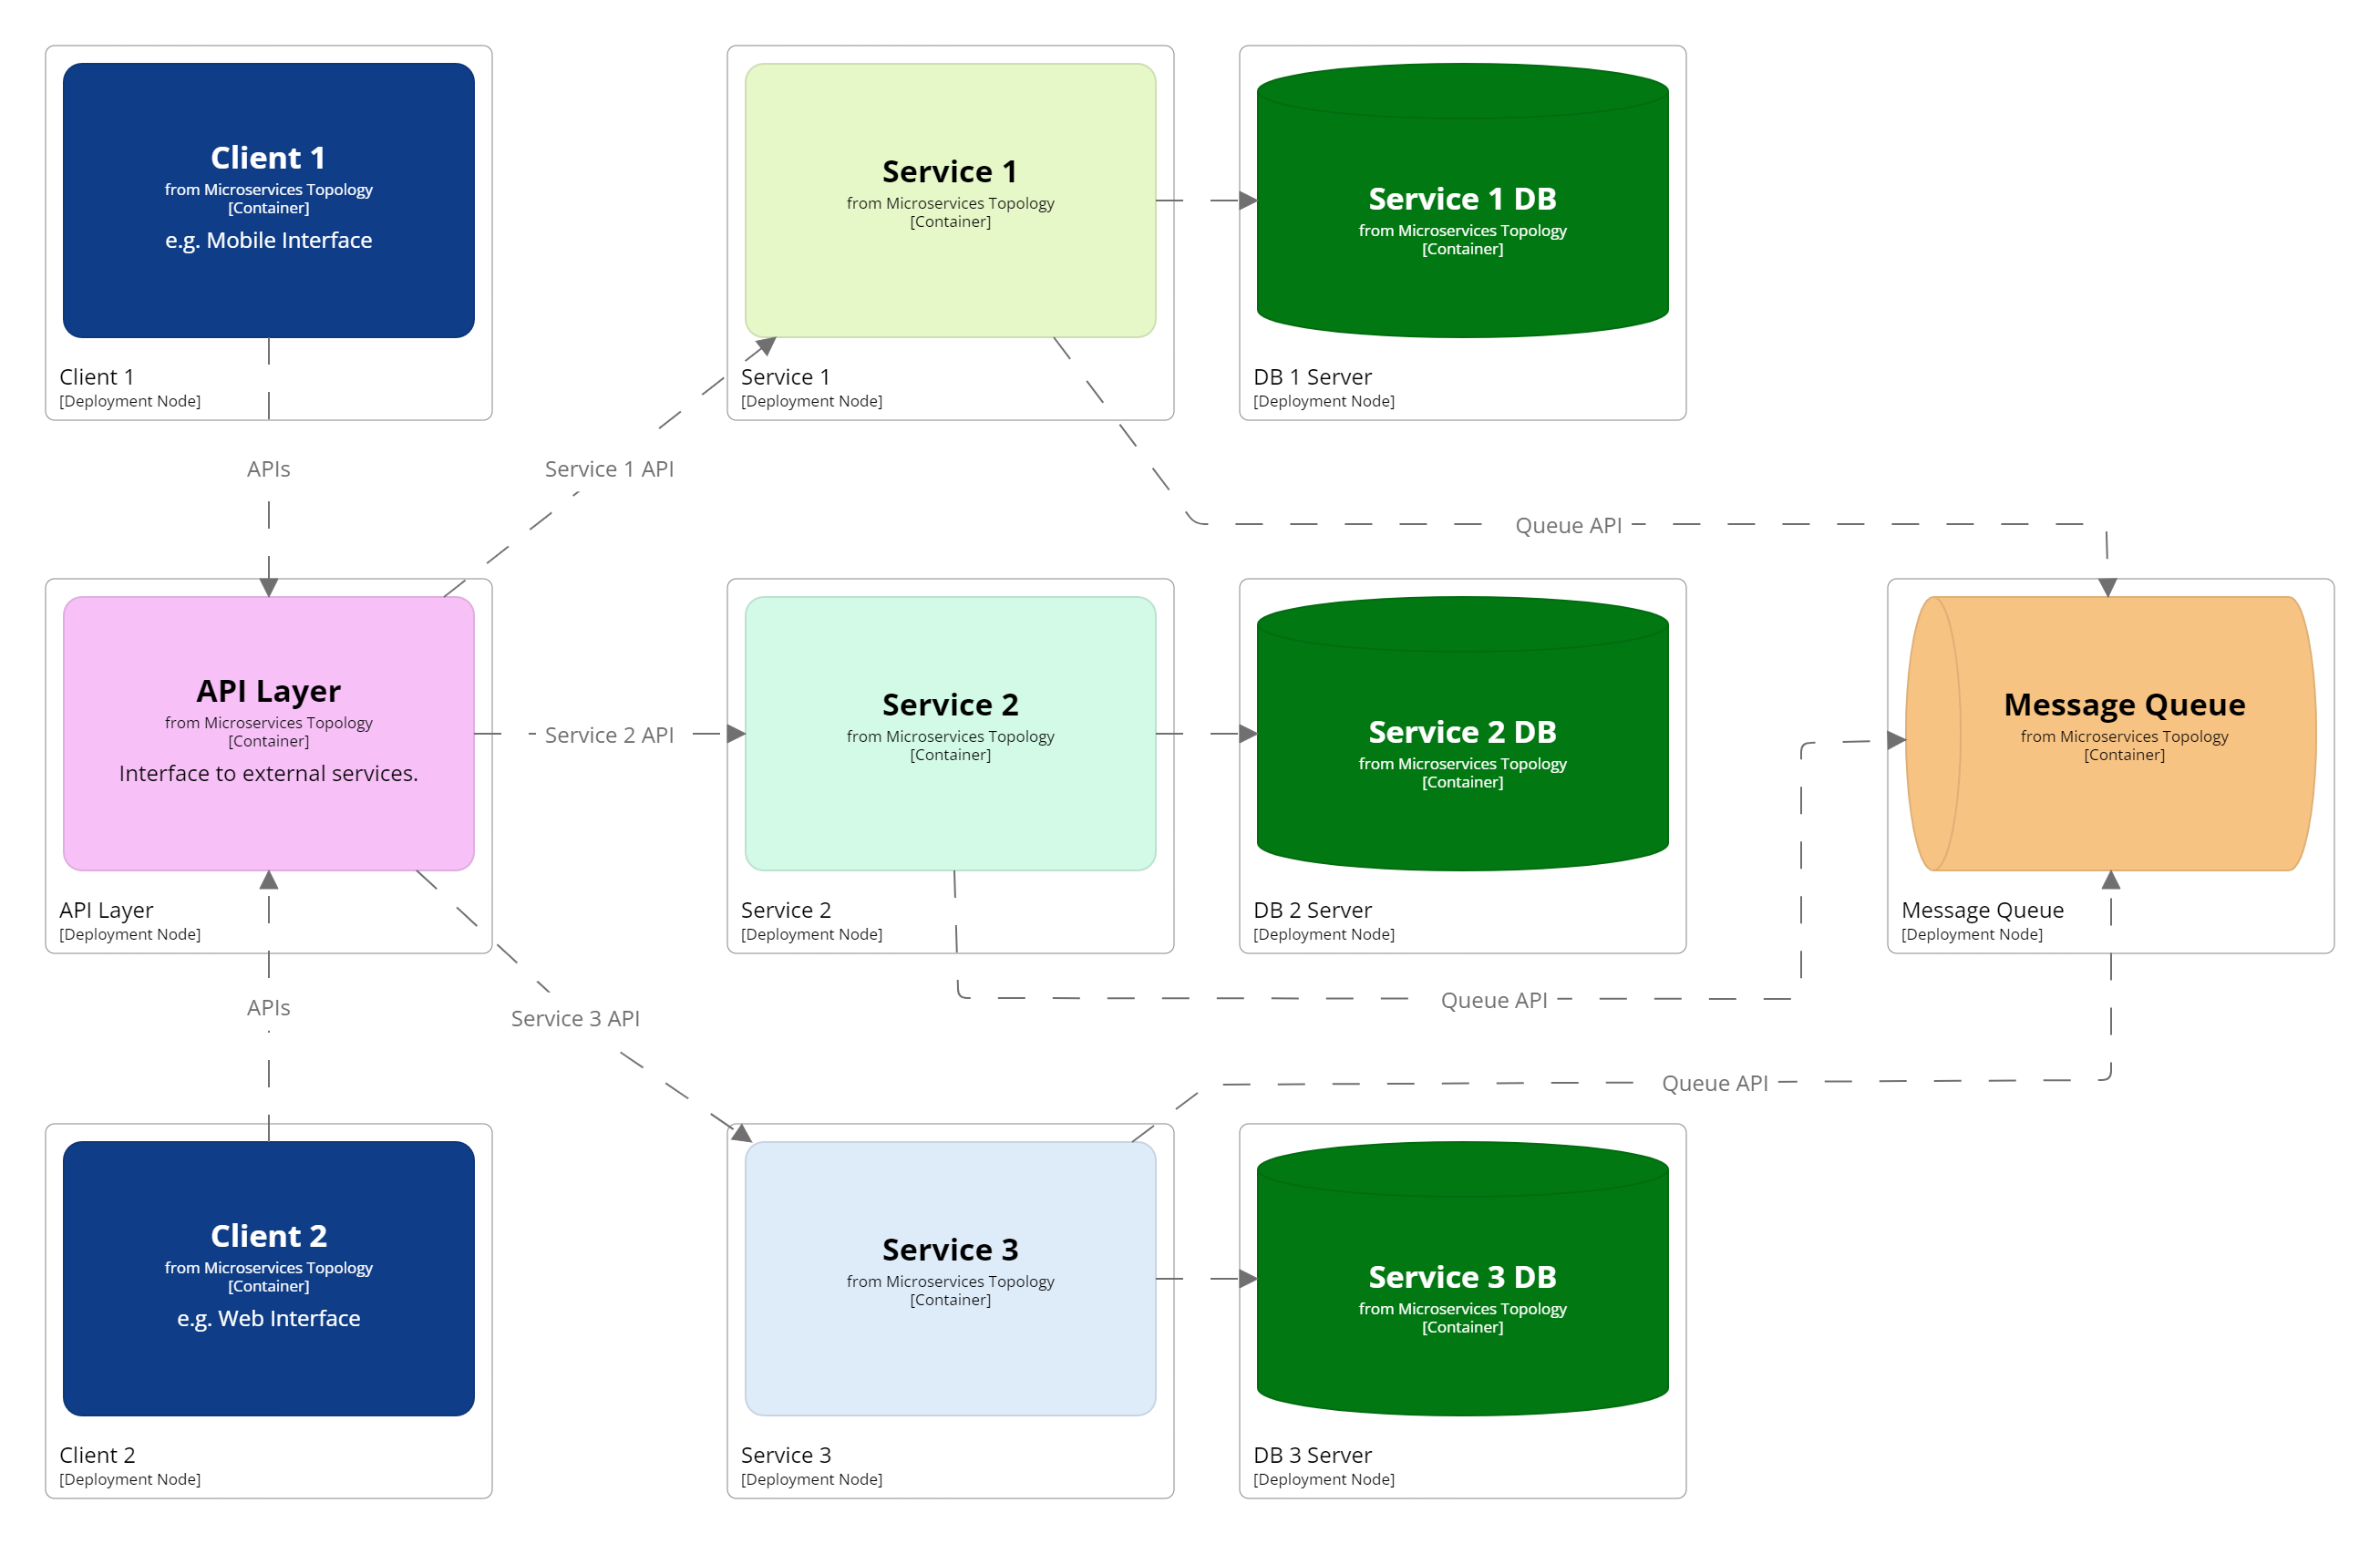 Client 1
from Microservices Topology
[Container]
e.g. Mobile Interface
Client 1
[Deployment Node]
Service 1
from Microservices Topology
[Container]
Service 1
[Deployment Node]
Service 1 DB
from Microservices Topology
[Container]
DB 1 Server
[Deployment Node]
APIs
Service 1 API
Queue API
API Layer
from Microservices Topology
[Container]
Interface to external services.
API Layer
[Deployment Node]
Service 2 API
Service 2
from Microservices Topology
[Container]
Service 2
[Deployment Node]
Service 2 DB
from Microservices Topology
[Container]
DB 2 Server
[Deployment Node]
Message Queue
from Microservices Topology
[Container]
Message Queue
[Deployment Node]
APIs
Service 3 API
Queue API
Queue API
Client 2
from Microservices Topology
[Container]
e.g. Web Interface
Client 2
[Deployment Node]
Service 3
from Microservices Topology
[Container]
Service 3
[Deployment Node]
Service 3 DB
from Microservices Topology
[Container]
DB 3 Server
[Deployment Node]